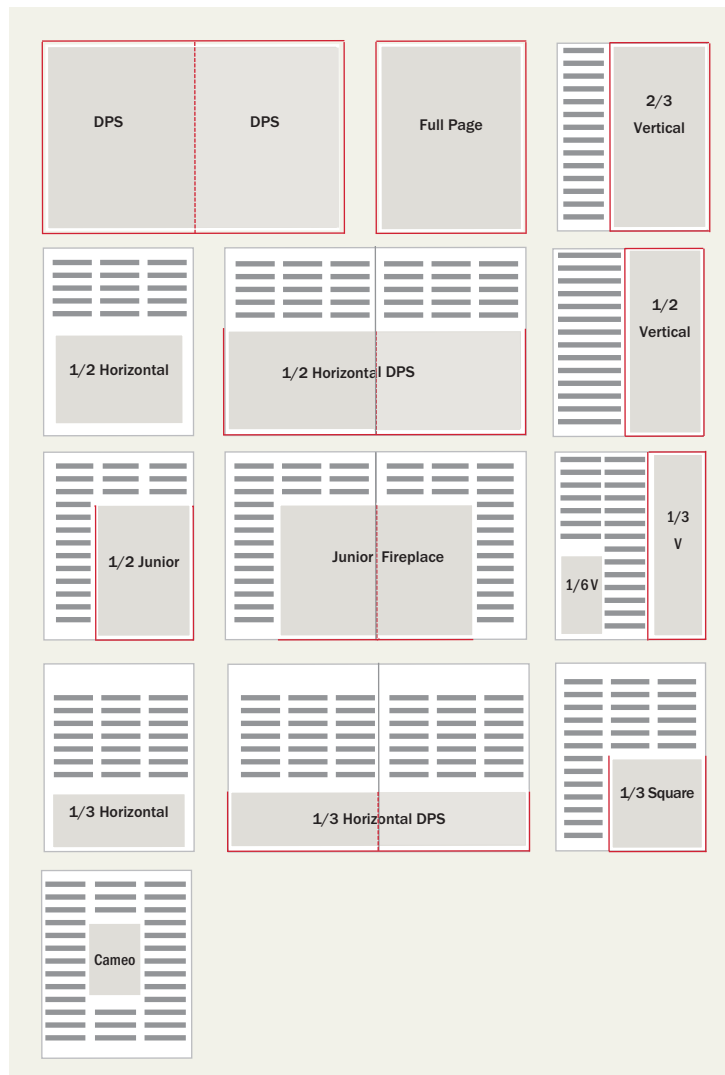 DPS
DPS
Full Page
2/3
Vertical
1/2 Horizontal
1/2 Horizontal DPS
1/2
Vertical
1/2 Junior
Junior Fireplace
1/3
V
1/6 V
1/3 Horizontal
1/3 Horizontal DPS
1/3 Square
Cameo